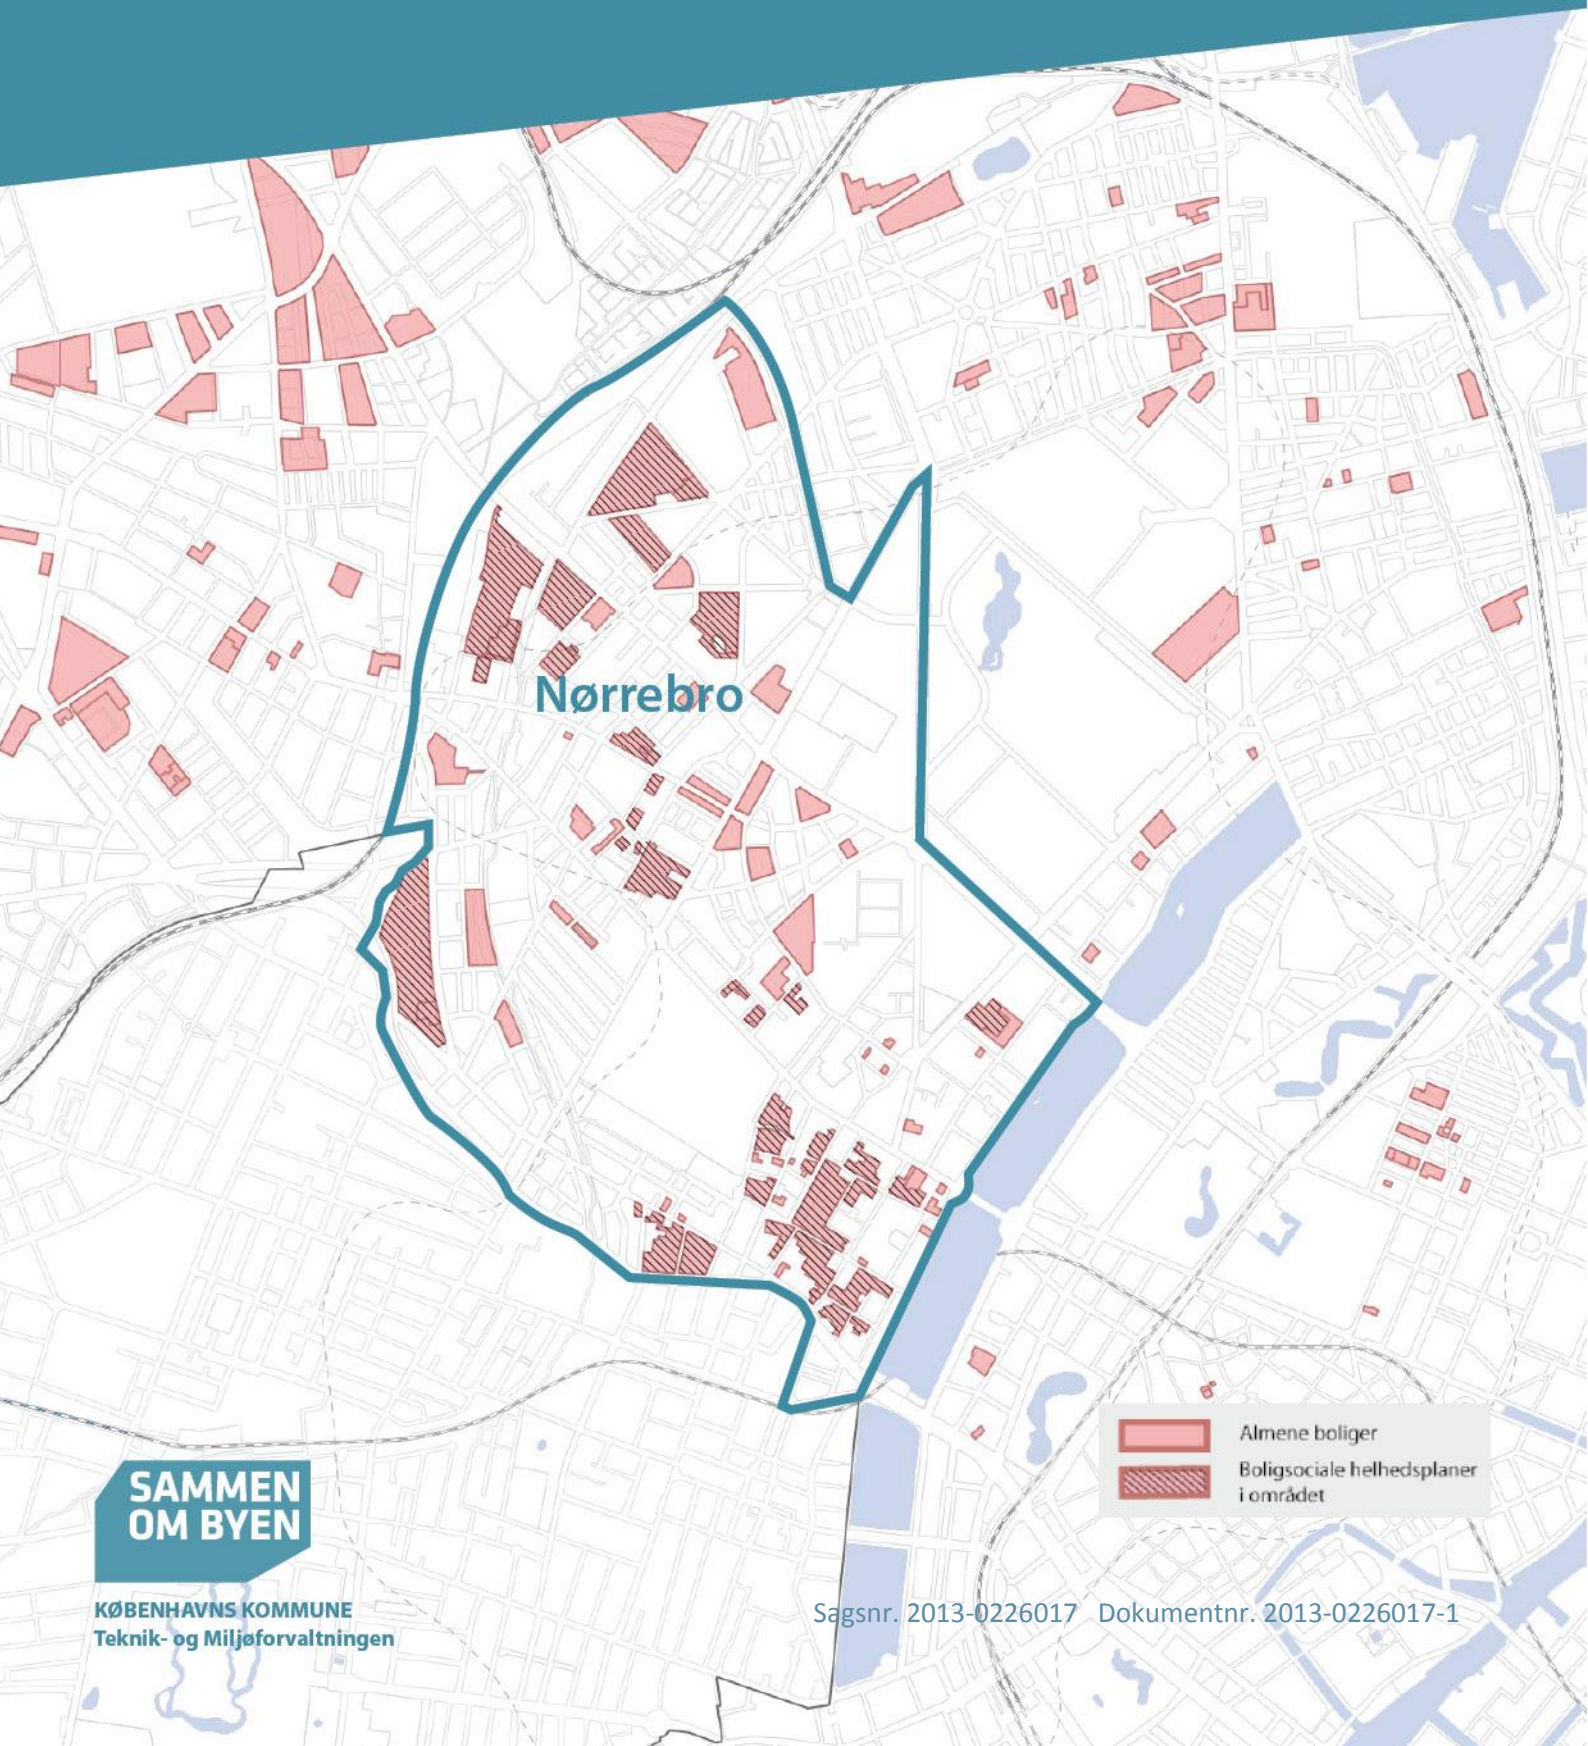 Nørrebro
Almene boliger
Boligsociale helhedsplaner
i området
SAMMEN
OM BYEN
KØBENHAVNS KOMMUNE
Teknik- og Miljøforvaltningen
Sagsnr. 2013-0226017 Dokumentnr. 2013-0226017-1